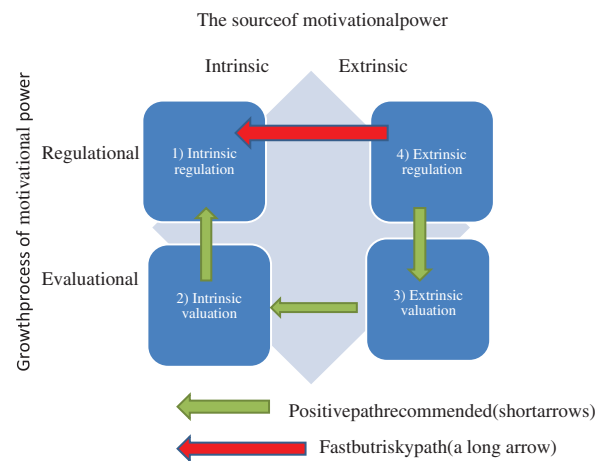 The sourceof motivationalpower
Intrinsic
Extrinsic
Growthprocess of motivational power
Regulational
1) Intrinsic
regulation
4) Extrinsic
regulation
Evaluational
2) Intrinsic
valuation
3) Extrinsic
valuation
Positivepathrecommended(shortarrows)
Fastbutriskypath(a long arrow)